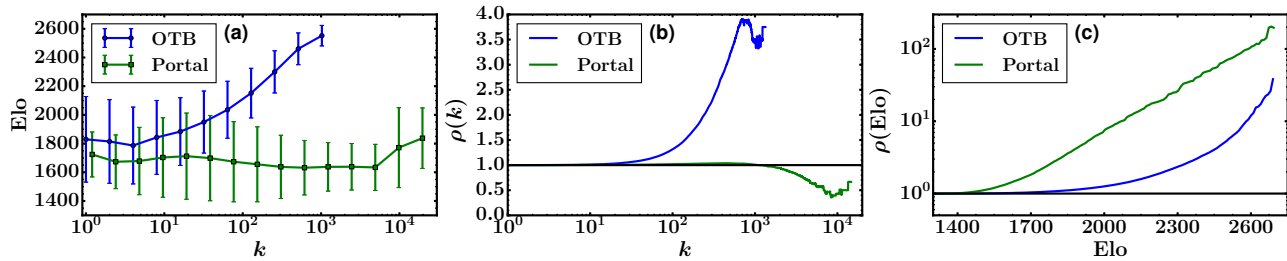 2600
2400
2200
2000
1800
1600
1400
Elo
OTB
Portal
(a)
10^0 10^1 10^2 10^3 10^4
k
4.0
3.5
3.0
2.5
2.0
1.5
1.0
0.5
0.0
ρ(k)
OTB
Portal
(b)
10^0 10^1 10^2 10^3 10^4
k
10^2
10^1
10^0
ρ(Elo)
OTB
Portal
(c)
1400 1700 2000 2300 2600
Elo